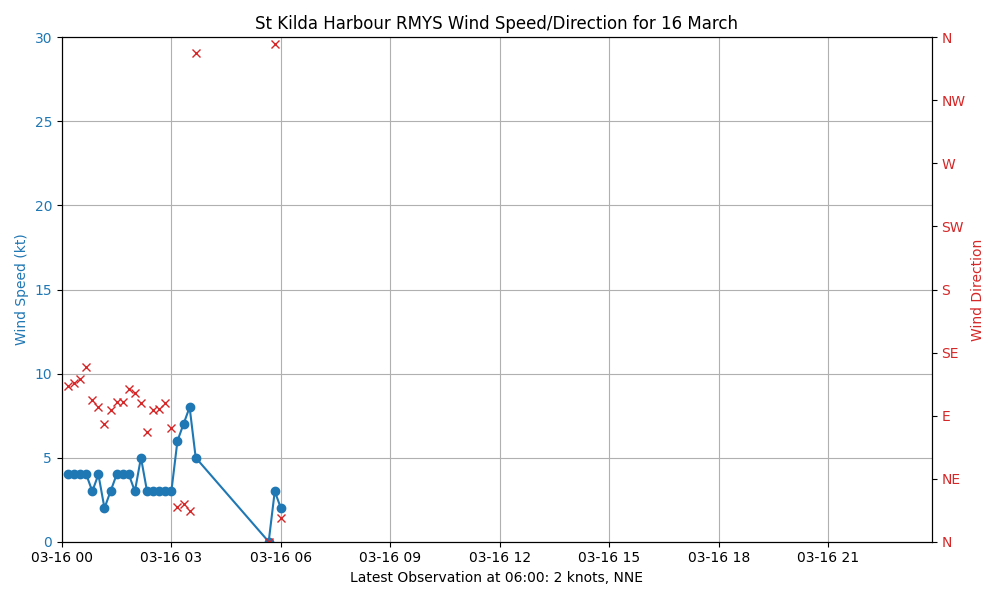 St Kilda Harbour RMYS Wind Speed/Direction for 16 March
Wind Speed (kt)
30
25
20
15
10
5
0
N
NW
W
SW
S
SE
E
NE
N
Wind Direction
03-16 00
03-16 03
03-16 06
03-16 09
03-16 12
03-16 15
03-16 18
03-16 21
Latest Observation at 06:00: 2 knots, NNE